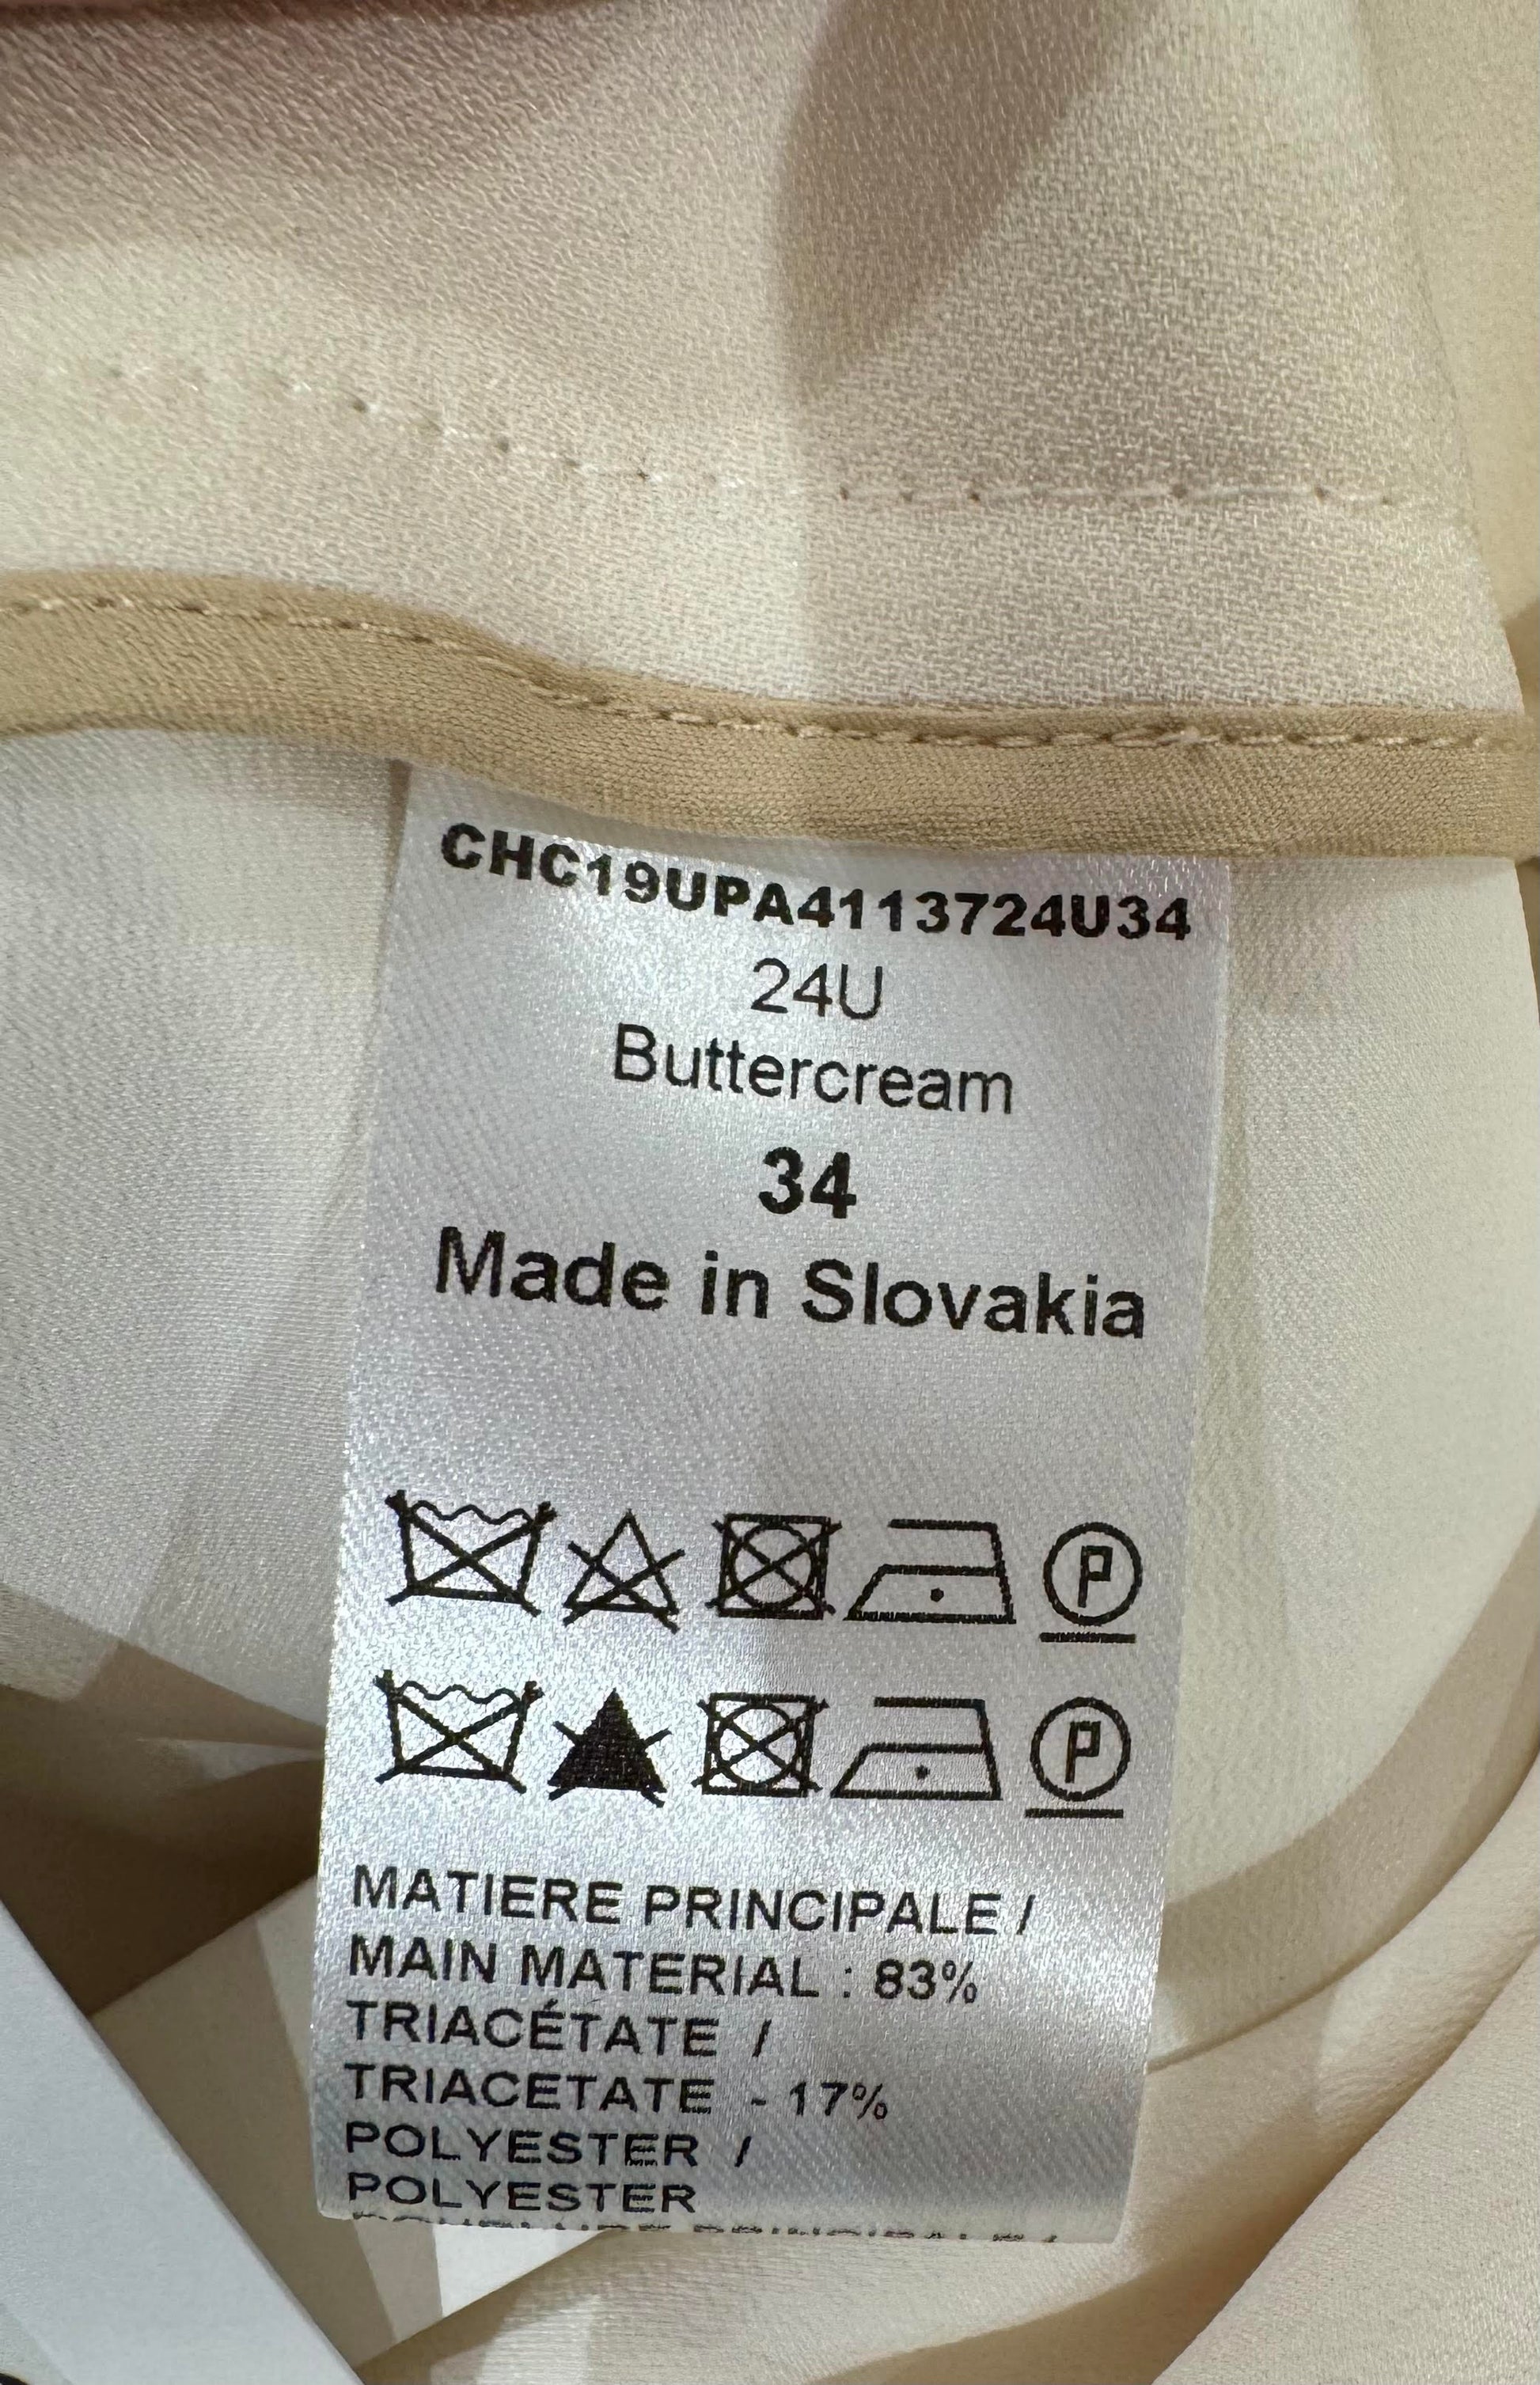 CHC19UPA4113724U34
24U
Buttercream
34
Made in Slovakia
P
P
MATIERE PRINCIPALE /
MAIN MATERIAL : 83%
TRIACÉTATE /
TRIACETATE - 17%
POLYESTER /
POLYESTER